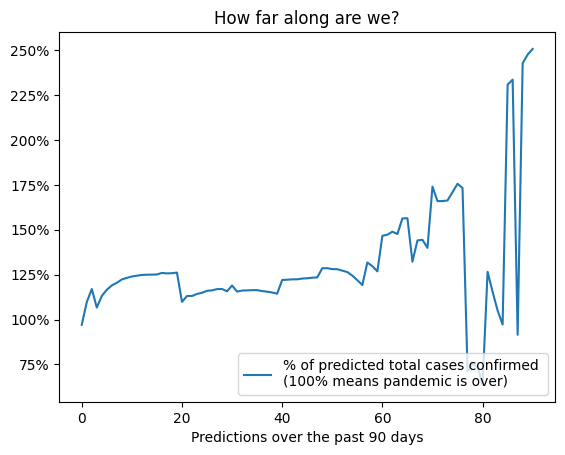 How far along are we?
250%
225%
200%
175%
150%
125%
100%
75%
% of predicted total cases confirmed
(100% means pandemic is over)
0 20 40 60 80
Predictions over the past 90 days